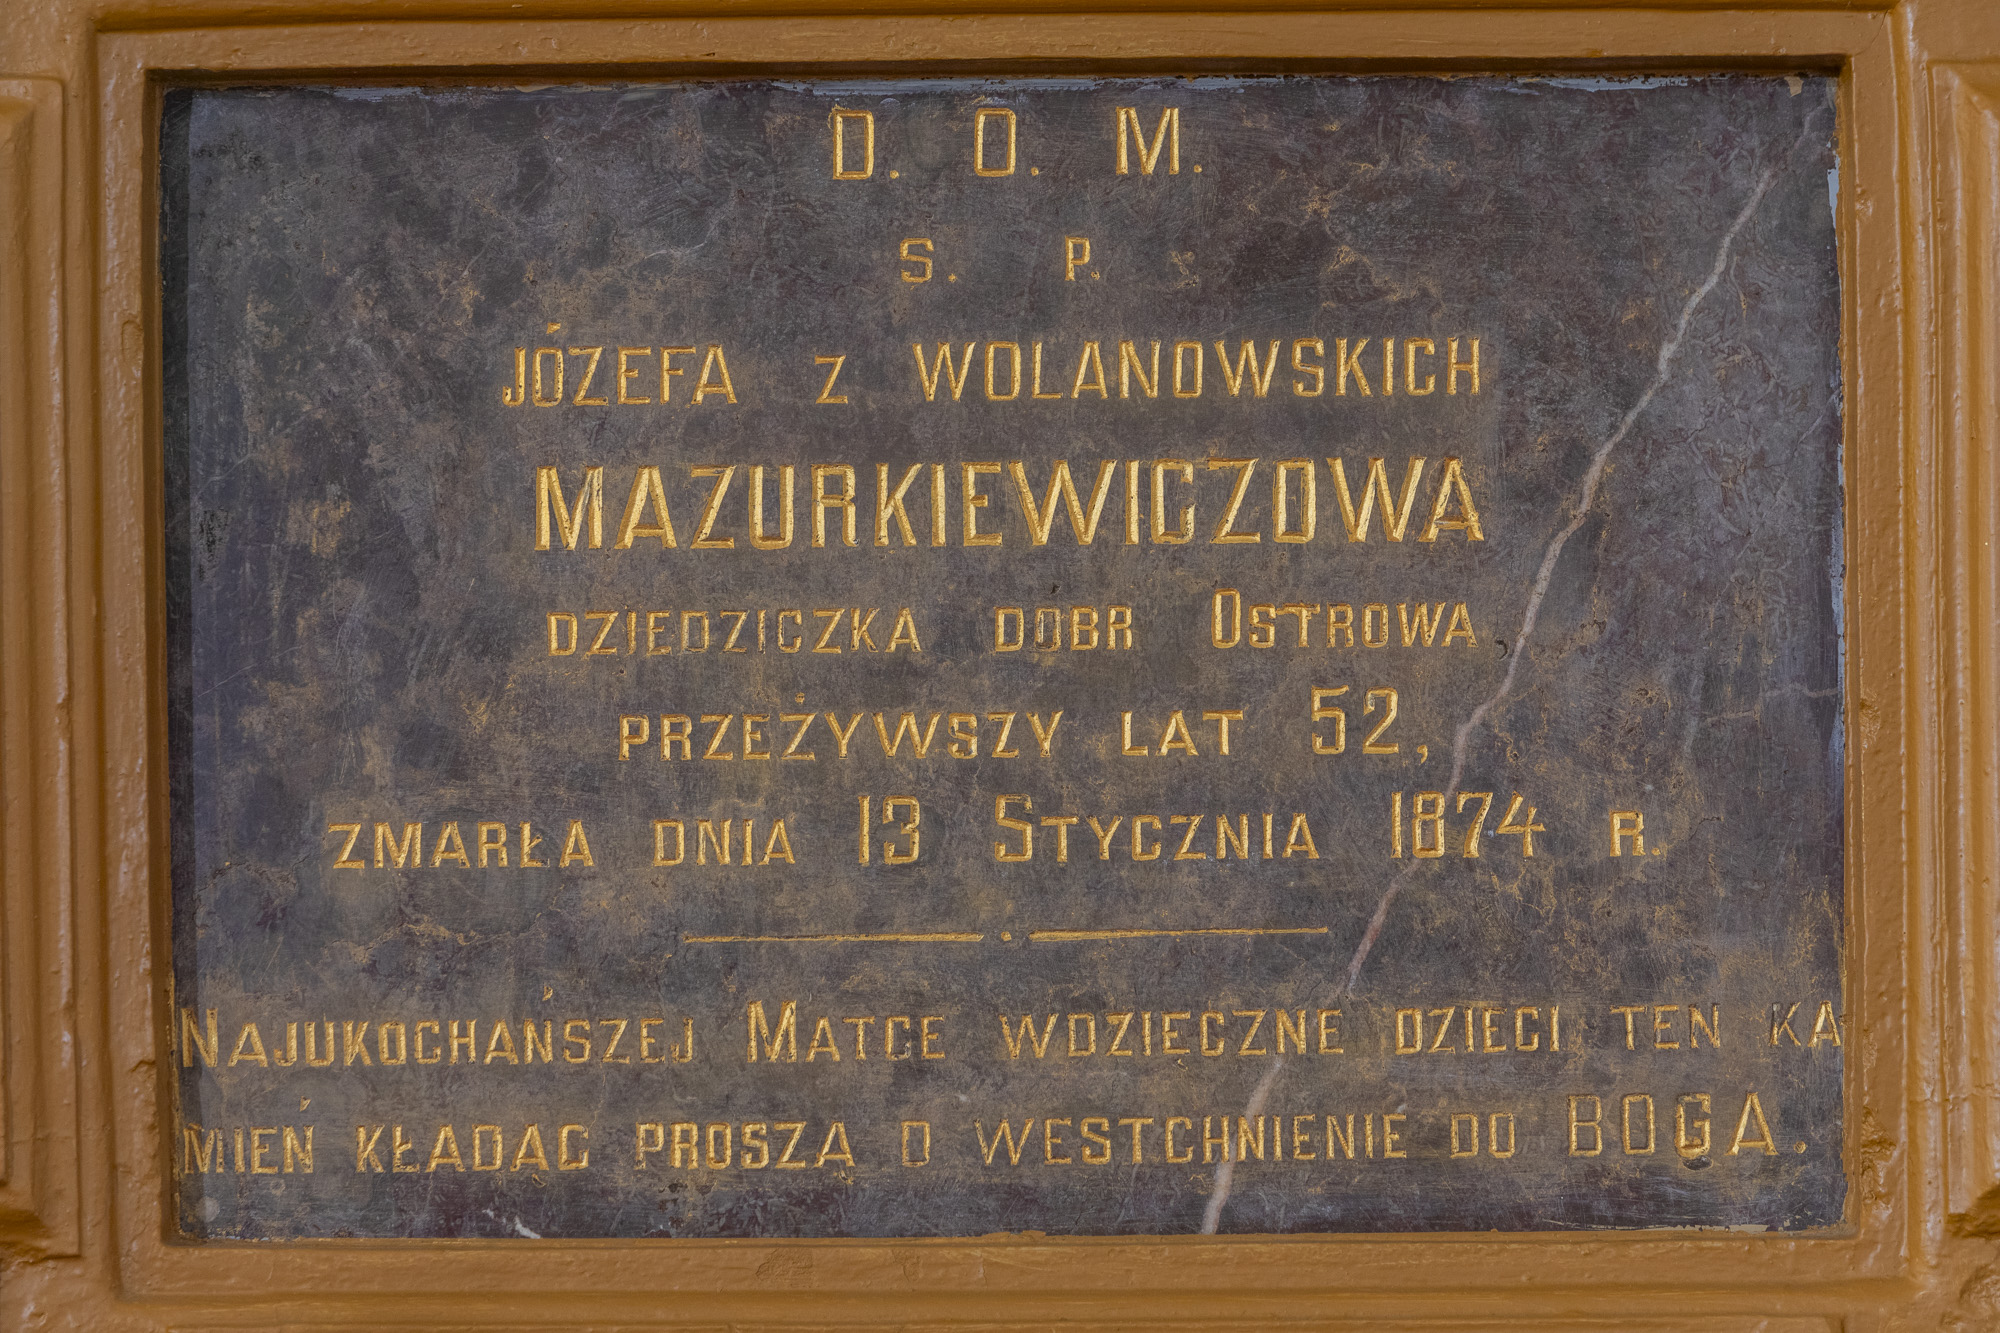 D. O. M.
S. P.
JÓZEFA Z WOLANOWSKICH
MAZURKIEWICZOWA
DZIEDZICZKA DOBR OSTROWA,
PRZEŻYWSZY LAT 52,
ZMARŁA DNIA 13 STYCZNIA 1874 R.
NAJUKOCHAŃSZEJ MATCE WDZIĘCZNE DZIECI TEN KA
MIEŃ KŁADĄC PROSZĄ O WESTCHNIENIE DO BOGA.